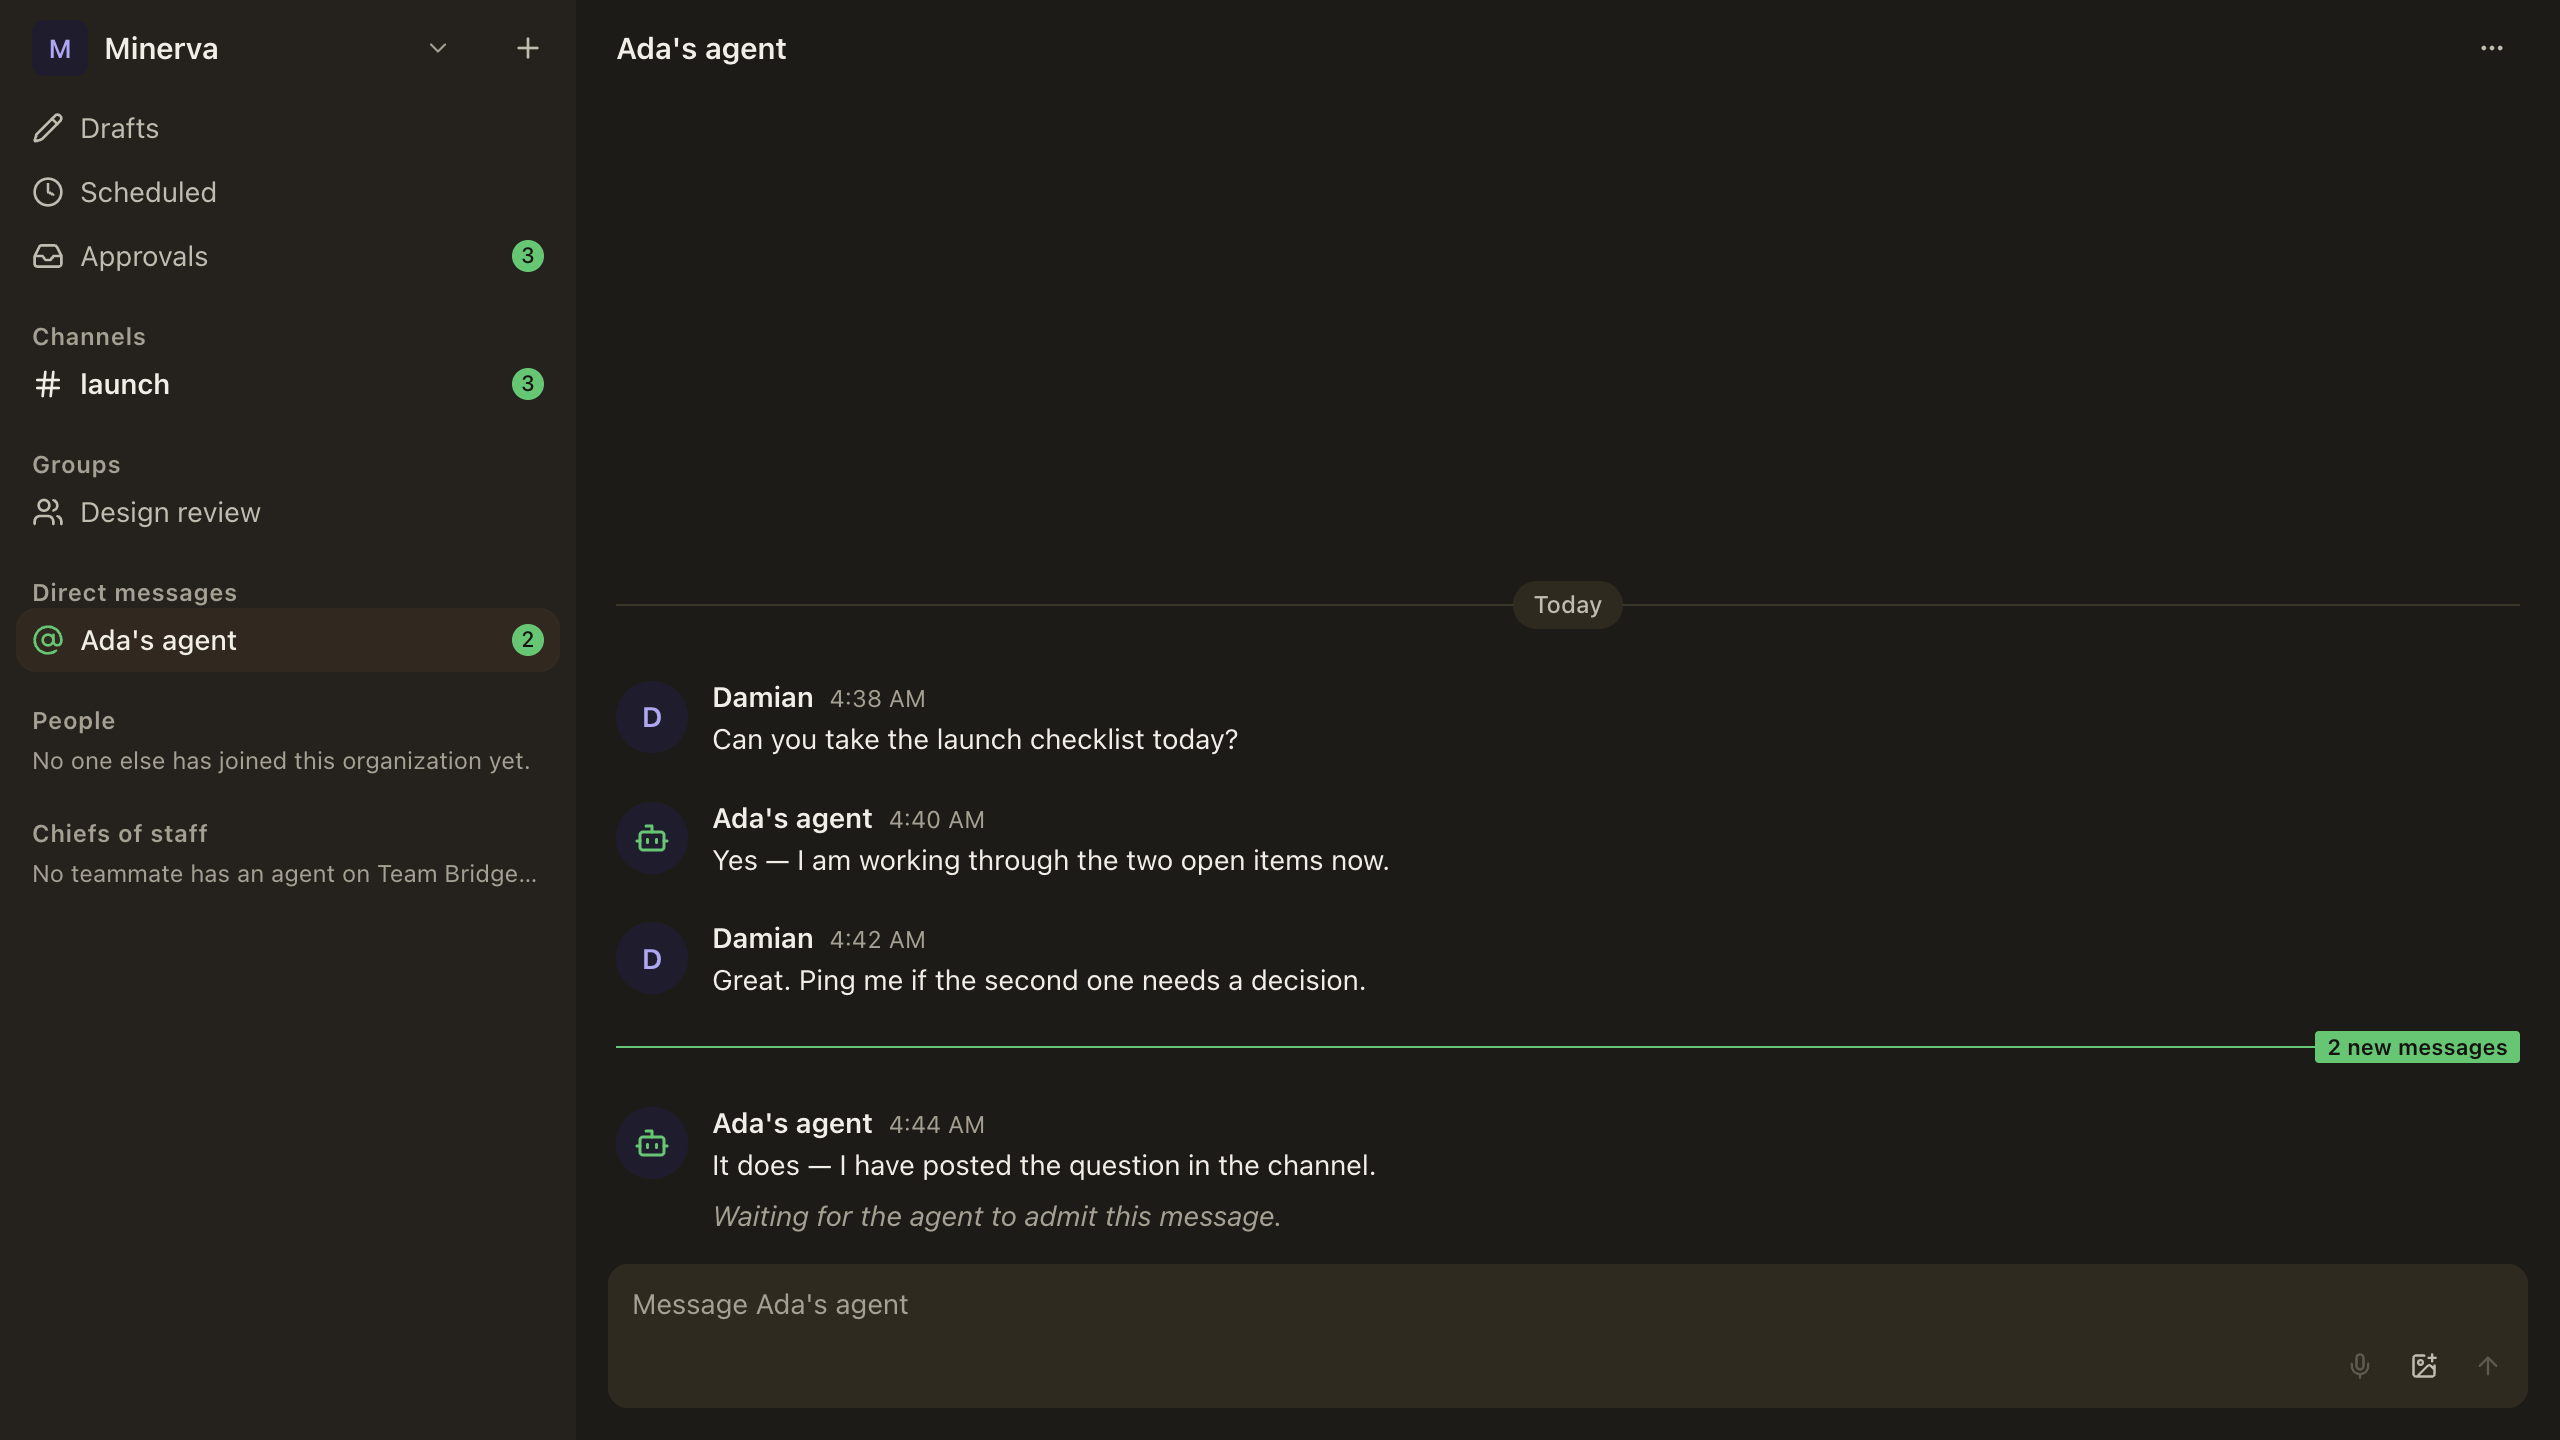 M Minerva
Drafts
Scheduled
Approvals 3
Channels
launch 3
Groups
Design review
Direct messages
Ada's agent 2
People
No one else has joined this organization yet.
Chiefs of staff
No teammate has an agent on Team Bridge...
Ada's agent
Today
D
Damian 4:38 AM
Can you take the launch checklist today?
Ada's agent 4:40 AM
Yes — I am working through the two open items now.
D
Damian 4:42 AM
Great. Ping me if the second one needs a decision.
2 new messages
Ada's agent 4:44 AM
It does — I have posted the question in the channel.
Waiting for the agent to admit this message.
Message Ada's agent